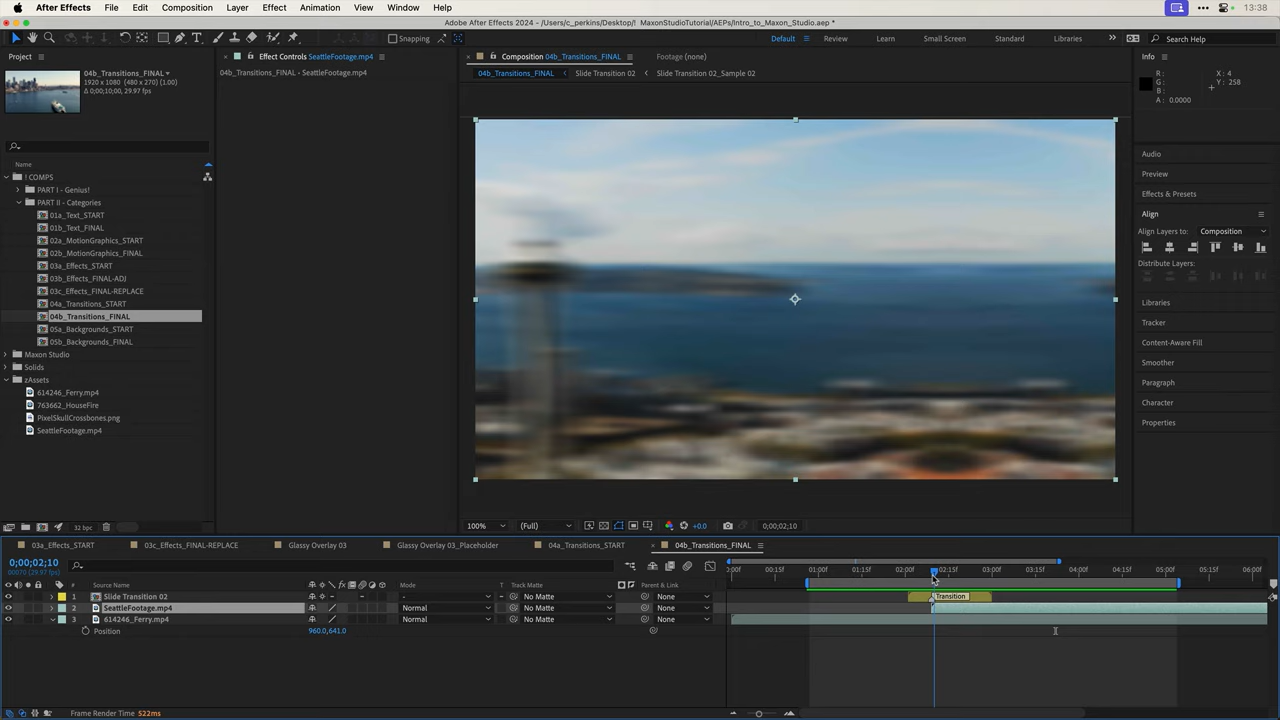 After Effects File Edit Composition Layer Effect Animation View Window Help 13:38
Adobe After Effects 2024 - /Users/c_perkins/Desktop/! MaxonStudioTutorial/AEPs/Intro_to_Maxon_Studio.aep *
Snapping Default Review Learn Small Screen Standard Libraries Search Help
Project Effect Controls SeattleFootage.mp4 Composition 04b_Transitions_FINAL Footage (none) Info
04b_Transitions_FINAL
1920 x 1080 (480 x 270) (1.00)
Δ 0;00;10;00, 29.97 fps
04b_Transitions_FINAL • SeattleFootage.mp4
04b_Transitions_FINAL Slide Transition 02 Slide Transition 02_Sample 02
R :
G :
B :
A : 0.0000
X : 4
Y : 258
Name
! COMPS
PART I - Genius!
PART II - Categories
01a_Text_START
01b_Text_FINAL
02a_MotionGraphics_START
02b_MotionGraphics_FINAL
03a_Effects_START
03b_Effects_FINAL-ADJ
03c_Effects_FINAL-REPLACE
04a_Transitions_START
04b_Transitions_FINAL
05a_Backgrounds_START
05b_Backgrounds_FINAL
Maxon Studio
Solids
zAssets
614246_Ferry.mp4
763662_HouseFire
PixelSkullCrossbones.png
SeattleFootage.mp4
Audio
Preview
Effects & Presets
Align
Align Layers to: Composition
Distribute Layers:
Libraries
Tracker
Content-Aware Fill
Smoother
Paragraph
Character
Properties
32 bpc
100% (Full) +0.0 0;00;02;10
03a_Effects_START 03c_Effects_FINAL-REPLACE Glassy Overlay 03 Glassy Overlay 03_Placeholder 04a_Transitions_START 04b_Transitions_FINAL
0;00;02;10
00070 (29.97 fps)
:00f 00:15f 01:00f 01:15f 02:00f 02:15f 03:00f 03:15f 04:00f 04:15f 05:00f 05:15f 06:00f
# Source Name Mode T Track Matte Parent & Link
1 Slide Transition 02 - No Matte None Transition
2 SeattleFootage.mp4 Normal No Matte None
3 614246_Ferry.mp4 Normal No Matte None
Position 960.0,641.0
Frame Render Time 522ms